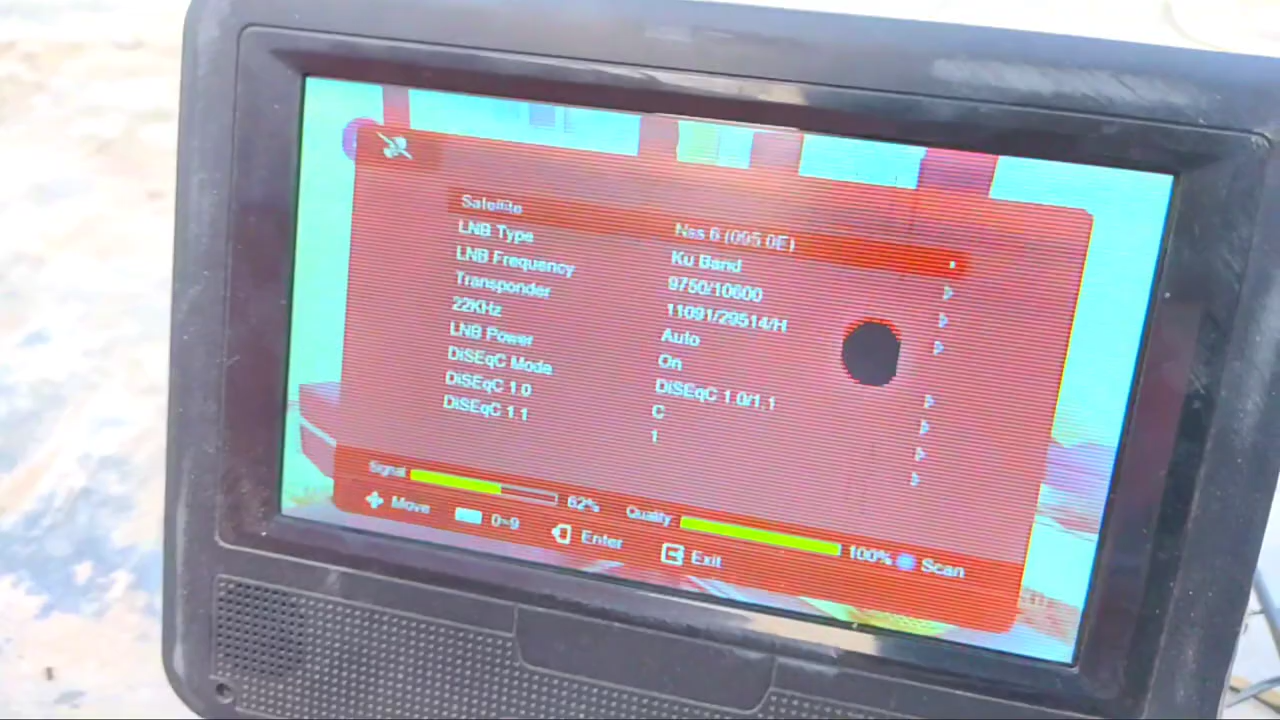 Satellite Nss 6 (095.0E)
LNB Type Ku Band
LNB Frequency 9750/10600
Transponder 11091/29514/H
22KHz Auto
LNB Power On
DiSEqC Mode DiSEqC 1.0/1.1
DiSEqC 1.0 C
DiSEqC 1.1 1
Signal 62% Quality 100%
Move 0~9 Enter Exit Scan